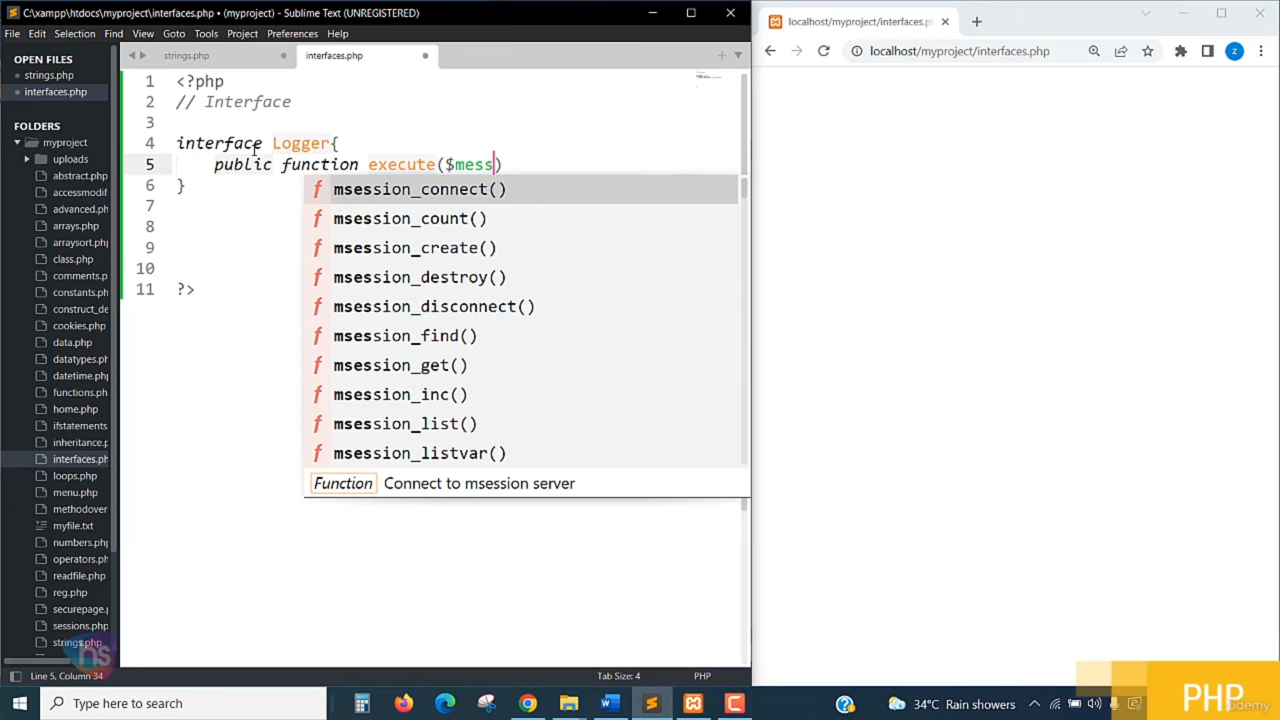 C:\xampp\htdocs\myproject\interfaces.php • (myproject) - Sublime Text (UNREGISTERED)
File Edit Selection Find View Goto Tools Project Preferences Help
OPEN FILES
strings.php
interfaces.php
FOLDERS
myproject
uploads
abstract.php
accessmodif
advanced.ph
arrays.php
arraysort.ph
class.php
comments.p
constants.ph
construct_de
cookies.php
data.php
datatypes.ph
datetime.ph
functions.ph
home.php
ifstatements
inheritance.p
interfaces.ph
loops.php
menu.php
methodover
myfile.txt
numbers.ph
operators.ph
readfile.php
reg.php
securepage.
sessions.php
strings.php
strings.php
interfaces.php
1 <?php
2 // Interface
3
4 interface Logger{
5 public function execute($mess)
6 }
7
8
9
10
11 ?>
f msession_connect()
f msession_count()
f msession_create()
f msession_destroy()
f msession_disconnect()
f msession_find()
f msession_get()
f msession_inc()
f msession_list()
f msession_listvar()
Function Connect to msession server
Line 5, Column 34
Tab Size: 4
PHP
localhost/myproject/interfaces.p
localhost/myproject/interfaces.php
z
ns
Type here to search
34°C Rain showers
PHP
Udemy